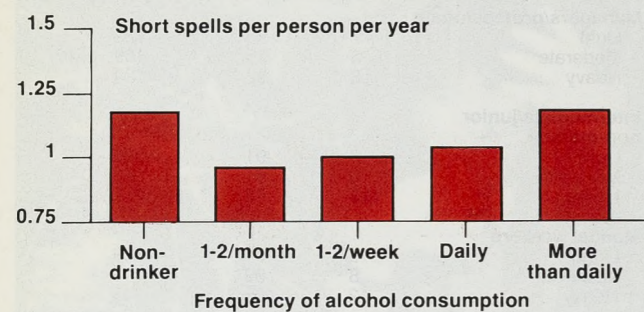 Short spells per person per year
1.5
1.25
1
0.75
Non-
drinker
1-2/month
1-2/week
Daily
More
than daily
Frequency of alcohol consumption